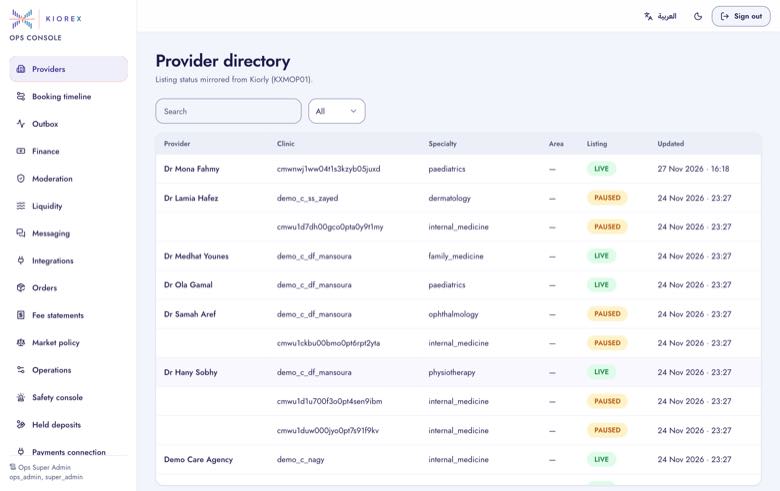 KIOREX
OPS CONSOLE
العربية
Sign out
Providers
Booking timeline
Outbox
Finance
Moderation
Liquidity
Messaging
Integrations
Orders
Fee statements
Market policy
Operations
Safety console
Held deposits
Payments connection
Ops Super Admin
ops_admin, super_admin
Provider directory
Listing status mirrored from Kiorly (KXMOP01).
Search
All
Provider Clinic Specialty Area Listing Updated
Dr Mona Fahmy cmwnwj1ww04t1s3kzyb05juxd paediatrics — LIVE 27 Nov 2026 · 16:18
Dr Lamia Hafez demo_c_ss_zayed dermatology — PAUSED 24 Nov 2026 · 23:27
cmwu1d7dh00gco0pta0y9t1my internal_medicine — PAUSED 24 Nov 2026 · 23:27
Dr Medhat Younes demo_c_df_mansoura family_medicine — LIVE 24 Nov 2026 · 23:27
Dr Ola Gamal demo_c_df_mansoura paediatrics — LIVE 24 Nov 2026 · 23:27
Dr Samah Aref demo_c_df_mansoura ophthalmology — PAUSED 24 Nov 2026 · 23:27
cmwu1ckbu00bmo0pt6rpt2yta internal_medicine — PAUSED 24 Nov 2026 · 23:27
Dr Hany Sobhy demo_c_df_mansoura physiotherapy — LIVE 24 Nov 2026 · 23:27
cmwu1d1u700f3o0pt4sen9ibm internal_medicine — PAUSED 24 Nov 2026 · 23:27
cmwu1duw000jyo0pt7s91f9kv internal_medicine — PAUSED 24 Nov 2026 · 23:27
Demo Care Agency demo_c_nagy internal_medicine — LIVE 24 Nov 2026 · 23:27